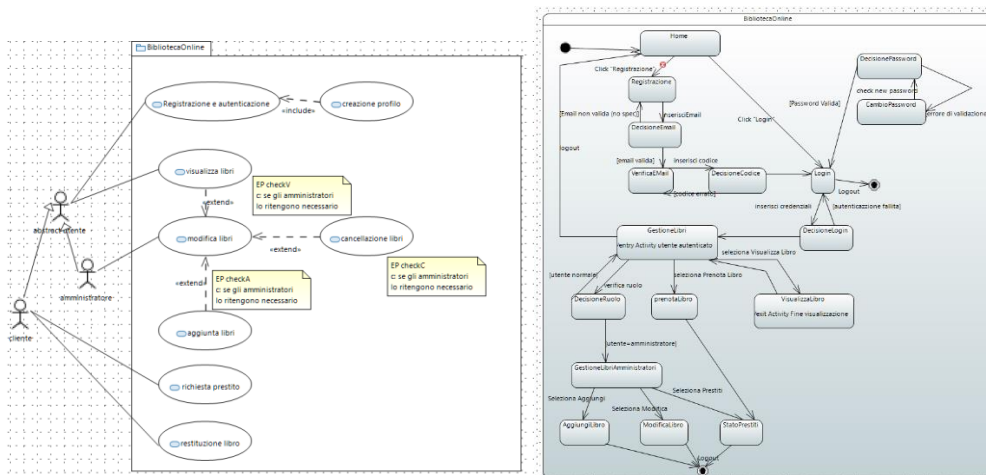 BibliotecaOnline
Registrazione e autenticazione
creazione profilo
«include»
visualizza libri
EP checkV
c: se gli amministratori
lo ritengono necessario
«extend»
modifica libri
«extend»
cancellazione libri
EP checkA
c: se gli amministratori
lo ritengono necessario
EP checkC
c: se gli amministratori
lo ritengono necessario
«extend»
amministratore
aggiunta libri
cliente
richiesta prestito
restituzione libro
BibliotecaOnline
Home
Click "Registrazione"
DecisionePassword
Registrazione
check new password
[Password Valida]
CambioPassword
[Email non valida (no spec)]
inserisciEmail
Click "Login"
errore di validazione
DecisioneEmail
logout
[email valida]
inserisci codice
VerificaEMail
DecisioneCodice
Login
[codice errato]
Logout
inserisci credenziali
[autenticazzione fallita]
GestioneLibri
DecisioneLogin
/entry Activity utente autenticato
seleziona Visualizza Libro
[utente normale]
seleziona Prenota Libro
verifica ruolo
DecisioneRuolo
prenotaLibro
VisualizzaLibro
/exit Activity Fine visualizzazione
[utente=amministratore]
GestioneLibriAmministratori
Seleziona Prestiti
Seleziona Aggiungi
Seleziona Modifica
AggiungiLibro
ModificaLibro
StatoPrestiti
Logout